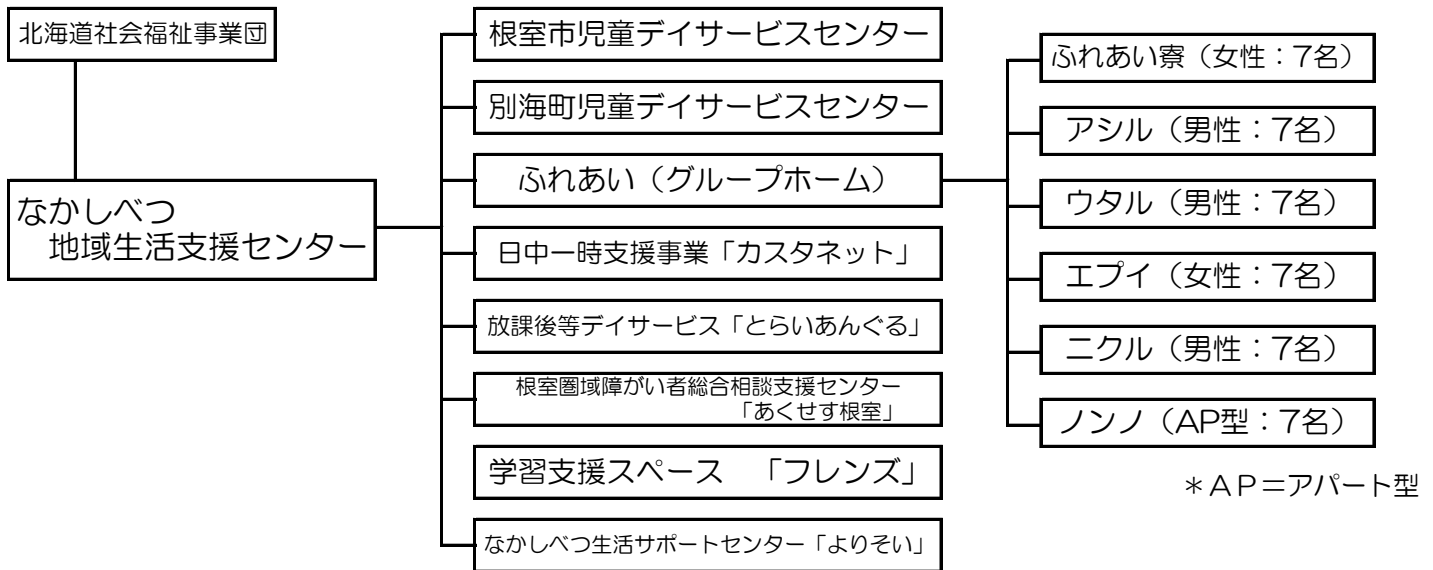 北海道社会福祉事業団
なかしべつ
地域生活支援センター
根室市児童デイサービスセンター
別海町児童デイサービスセンター
ふれあい（グループホーム）
日中一時支援事業「カスタネット」
放課後等デイサービス「とらいあんぐる」
根室圏域障がい者総合相談支援センター
「あくせす根室」
学習支援スペース　「フレンズ」
なかしべつ生活サポートセンター「よりそい」
ふれあい寮（女性：7名）
アシル（男性：7名）
ウタル（男性：7名）
エプイ（女性：7名）
ニクル（男性：7名）
ノンノ（AP型：7名）
＊ＡＰ＝アパート型